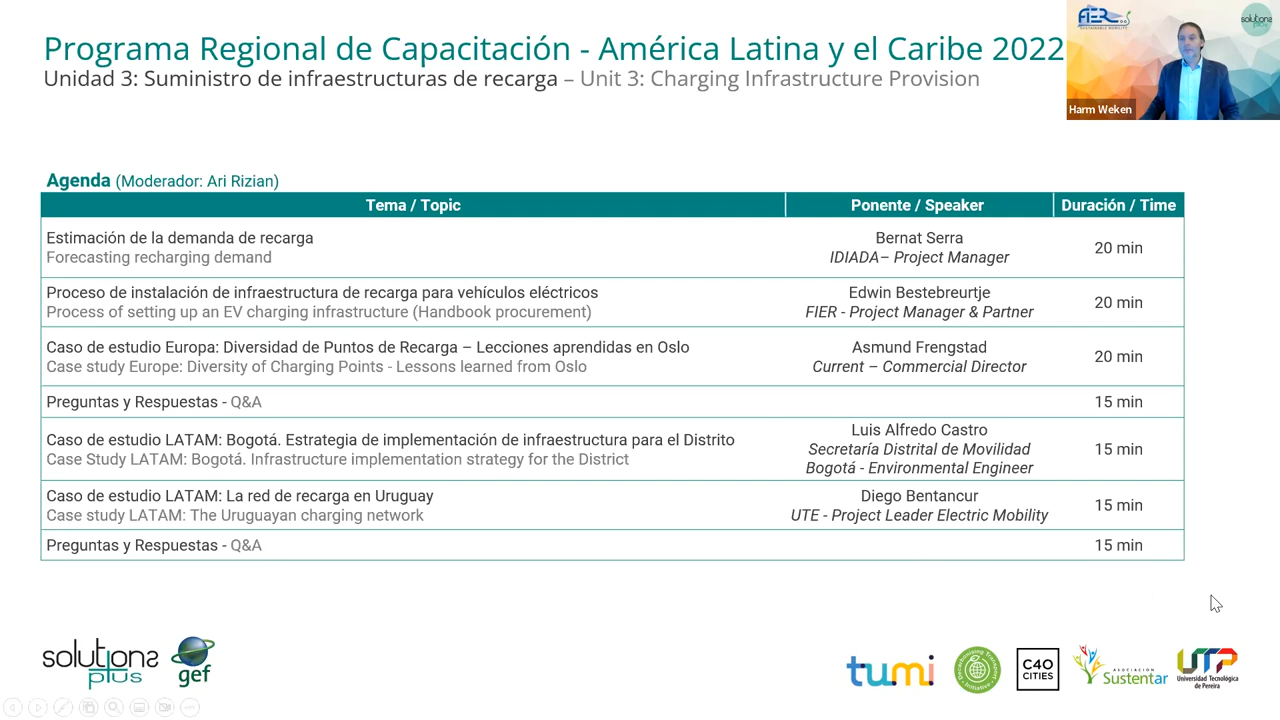 Programa Regional de Capacitación - América Latina y el Caribe 2022
Unidad 3: Suministro de infraestructuras de recarga – Unit 3: Charging Infrastructure Provision
FIER
SUSTAINABLE MOBILITY
solutions
plus
Harm Weken
Agenda (Moderador: Ari Rizian)
Tema / Topic
Ponente / Speaker
Duración / Time
Estimación de la demanda de recarga
Forecasting recharging demand
Bernat Serra
IDIADA– Project Manager
20 min
Proceso de instalación de infraestructura de recarga para vehículos eléctricos
Process of setting up an EV charging infrastructure (Handbook procurement)
Edwin Bestebreurtje
FIER - Project Manager & Partner
20 min
Caso de estudio Europa: Diversidad de Puntos de Recarga – Lecciones aprendidas en Oslo
Case study Europe: Diversity of Charging Points - Lessons learned from Oslo
Asmund Frengstad
Current – Commercial Director
20 min
Preguntas y Respuestas - Q&A
15 min
Caso de estudio LATAM: Bogotá. Estrategia de implementación de infraestructura para el Distrito
Case Study LATAM: Bogotá. Infrastructure implementation strategy for the District
Luis Alfredo Castro
Secretaría Distrital de Movilidad
Bogotá - Environmental Engineer
15 min
Caso de estudio LATAM: La red de recarga en Uruguay
Case study LATAM: The Uruguayan charging network
Diego Bentancur
UTE - Project Leader Electric Mobility
15 min
Preguntas y Respuestas - Q&A
15 min
solutions
plus
gef
tumi
Decarbonising Transport
Initiative
C40
CITIES
ASOCIACIÓN
Sustentar
UTP
Universidad Tecnológica
de Pereira